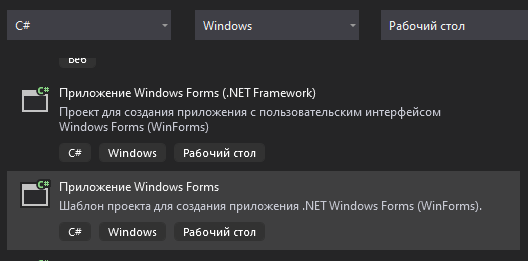 C# Windows Рабочий стол
Веб
C#
Приложение Windows Forms (.NET Framework)
Проект для создания приложения с пользовательским интерфейсом
Windows Forms (WinForms)
C# Windows Рабочий стол
C#
Приложение Windows Forms
Шаблон проекта для создания приложения .NET Windows Forms (WinForms).
C# Windows Рабочий стол